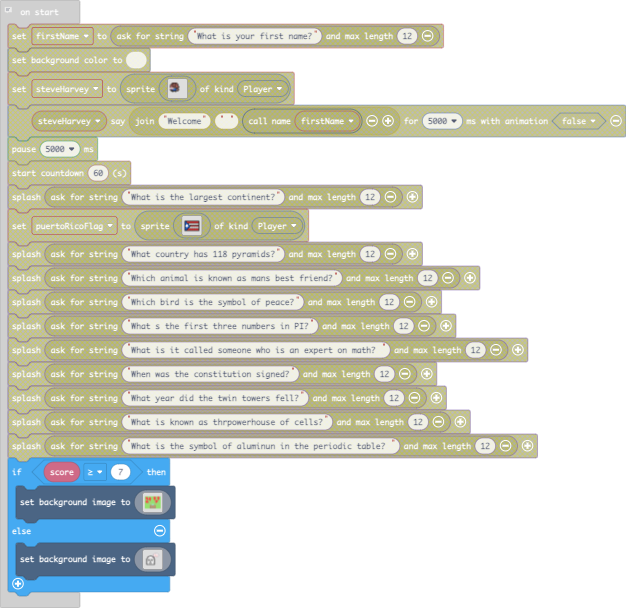 on start
set firstName to ask for string "What is your first name?" and max length 12
set background color to
set steveHarvey to sprite of kind Player
steveHarvey say join "Welcome" " " call name firstName for 5000 ms with animation false
pause 5000 ms
start countdown 60 (s)
splash ask for string "What is the largest continent?" and max length 12
set puertoRicoFlag to sprite of kind Player
splash ask for string "What country has 118 pyramids?" and max length 12
splash ask for string "Which animal is known as mans best friend?" and max length 12
splash ask for string "Which bird is the symbol of peace?" and max length 12
splash ask for string "What s the first three numbers in PI?" and max length 12
splash ask for string "What is it called someone who is an expert on math? " and max length 12
splash ask for string "When was the constitution signed?" and max length 12
splash ask for string "What year did the twin towers fell?" and max length 12
splash ask for string "What is known as thrpowerhouse of cells?" and max length 12
splash ask for string "What is the symbol of aluminun in the periodic table? " and max length 12
if score ≥ 7 then
set background image to
else
set background image to